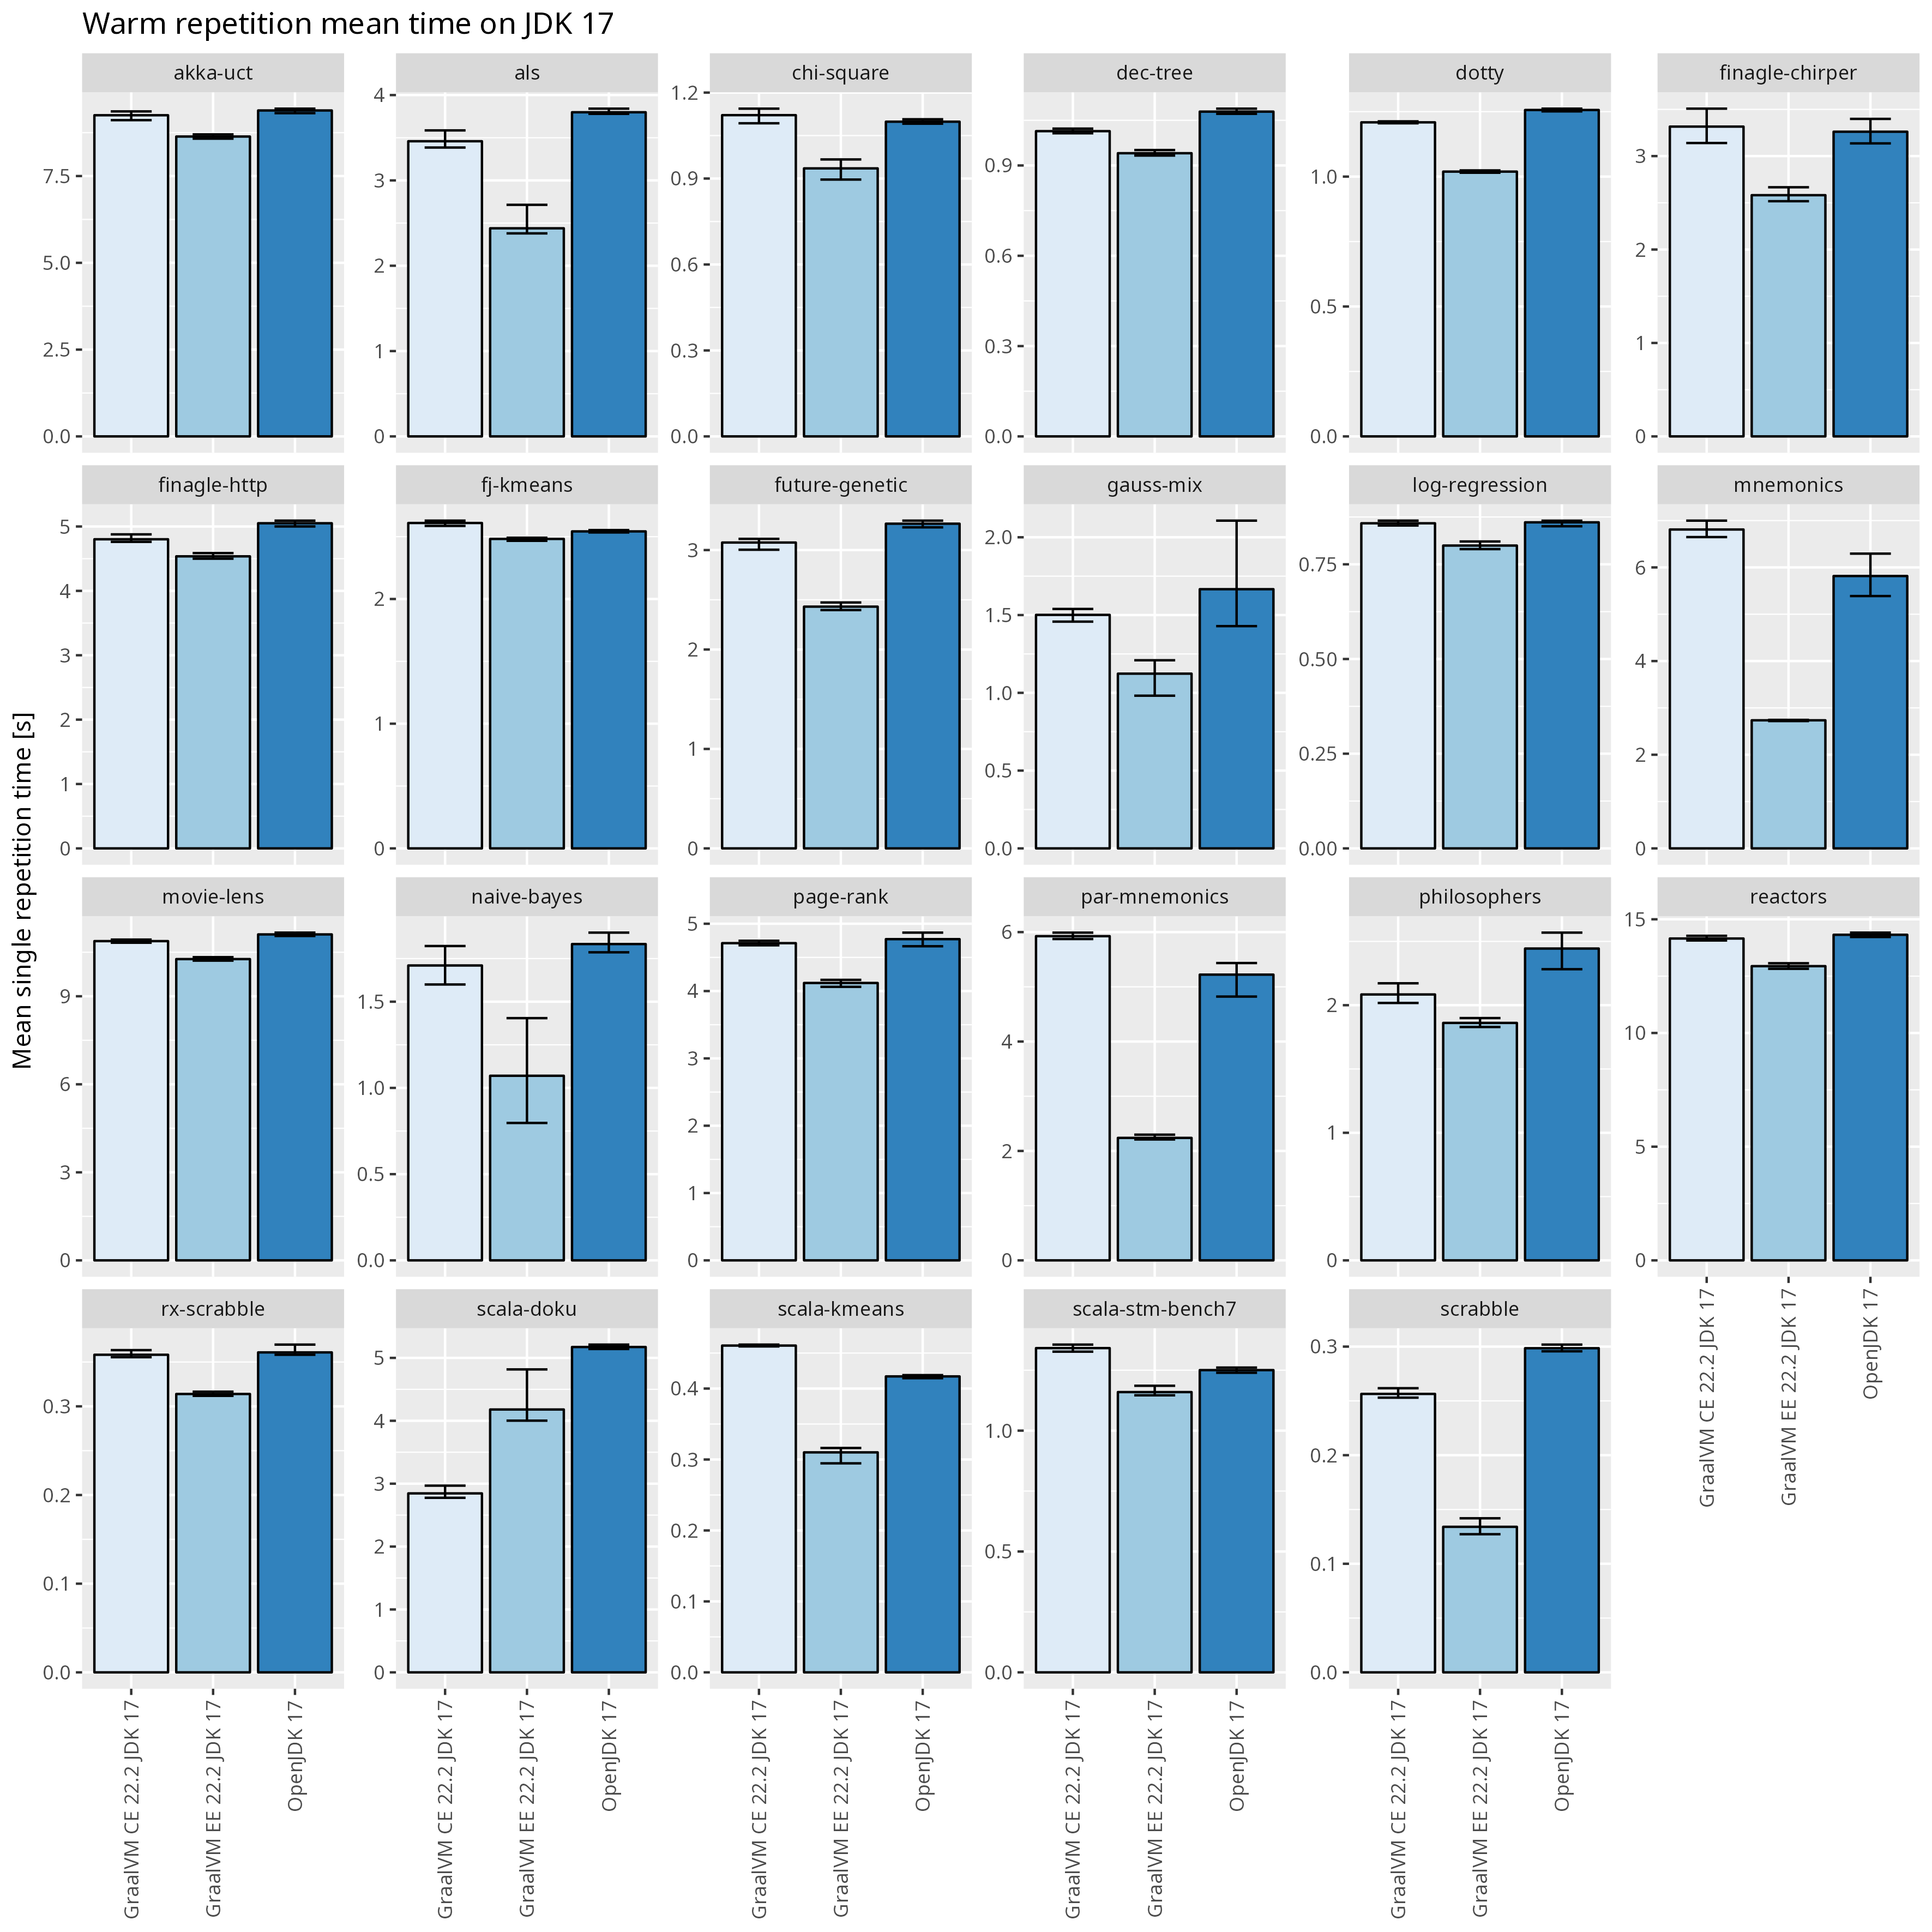 Warm repetition mean time on JDK 17
Mean single repetition time [s]
akka-uct
7.5
5.0
2.5
0.0
als
4
3
2
1
0
chi-square
1.2
0.9
0.6
0.3
0.0
dec-tree
0.9
0.6
0.3
0.0
dotty
1.0
0.5
0.0
finagle-chirper
3
2
1
0
finagle-http
5
4
3
2
1
0
fj-kmeans
2
1
0
future-genetic
3
2
1
0
gauss-mix
2.0
1.5
1.0
0.5
0.0
log-regression
0.75
0.50
0.25
0.00
mnemonics
6
4
2
0
movie-lens
9
6
3
0
naive-bayes
1.5
1.0
0.5
0.0
page-rank
5
4
3
2
1
0
par-mnemonics
6
4
2
0
philosophers
2
1
0
reactors
15
10
5
0
GraalVM CE 22.2 JDK 17
GraalVM EE 22.2 JDK 17
OpenJDK 17
rx-scrabble
0.3
0.2
0.1
0.0
GraalVM CE 22.2 JDK 17
GraalVM EE 22.2 JDK 17
OpenJDK 17
scala-doku
5
4
3
2
1
0
GraalVM CE 22.2 JDK 17
GraalVM EE 22.2 JDK 17
OpenJDK 17
scala-kmeans
0.4
0.3
0.2
0.1
0.0
GraalVM CE 22.2 JDK 17
GraalVM EE 22.2 JDK 17
OpenJDK 17
scala-stm-bench7
1.0
0.5
0.0
GraalVM CE 22.2 JDK 17
GraalVM EE 22.2 JDK 17
OpenJDK 17
scrabble
0.3
0.2
0.1
0.0
GraalVM CE 22.2 JDK 17
GraalVM EE 22.2 JDK 17
OpenJDK 17